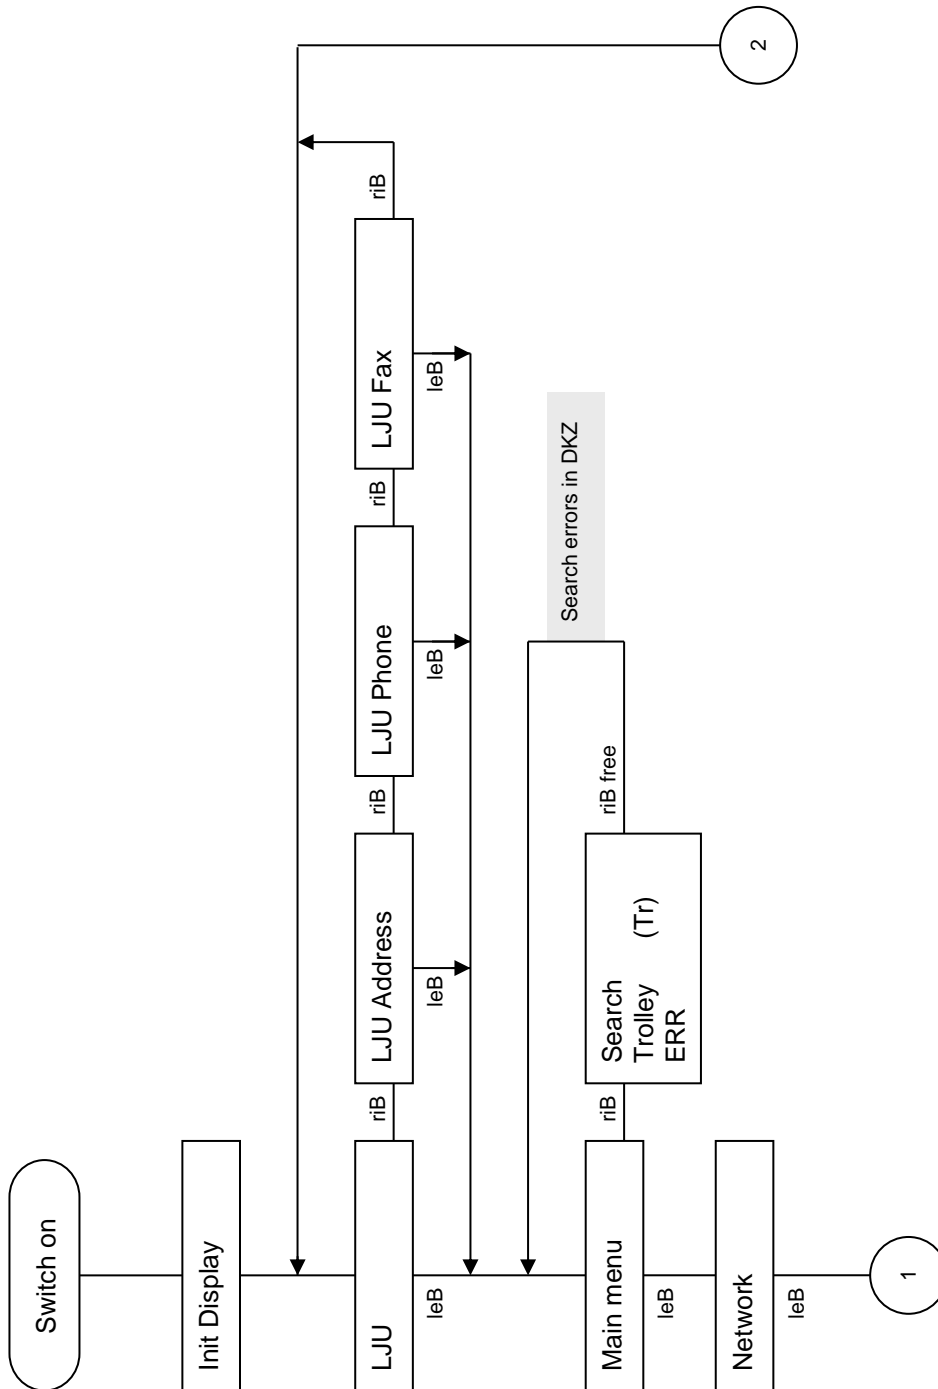 Switch on
Init Display
LJU
riB
LJU Address
riB
LJU Phone
riB
LJU Fax
riB
2
leB
leB
leB
leB
Search errors in DKZ
Main menu
riB
Search (Tr)
Trolley
ERR
riB free
leB
Network
leB
1